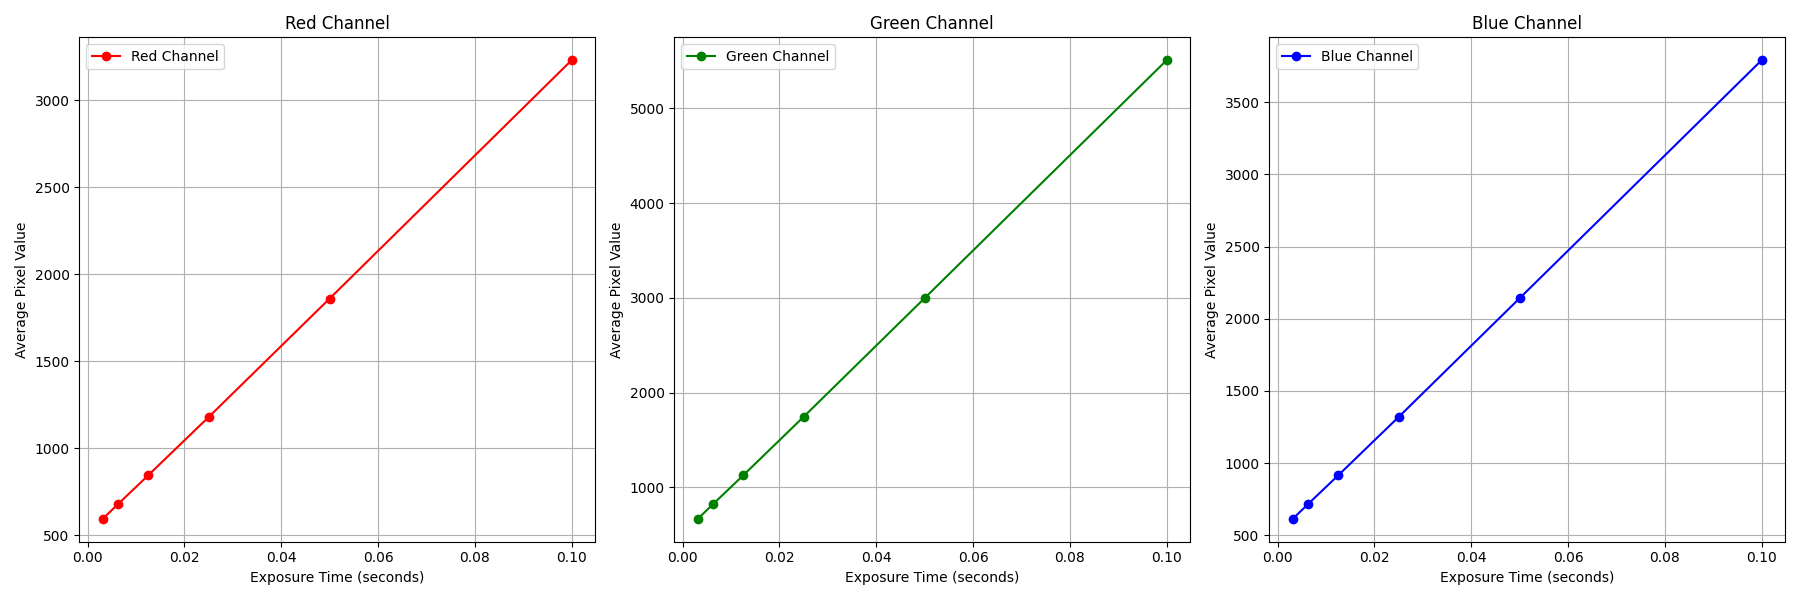 Red Channel
Red Channel
3000
2500
2000
1500
1000
500
0.00 0.02 0.04 0.06 0.08 0.10
Exposure Time (seconds)
Average Pixel Value
Green Channel
Green Channel
5000
4000
3000
2000
1000
0.00 0.02 0.04 0.06 0.08 0.10
Exposure Time (seconds)
Average Pixel Value
Blue Channel
Blue Channel
3500
3000
2500
2000
1500
1000
500
0.00 0.02 0.04 0.06 0.08 0.10
Exposure Time (seconds)
Average Pixel Value